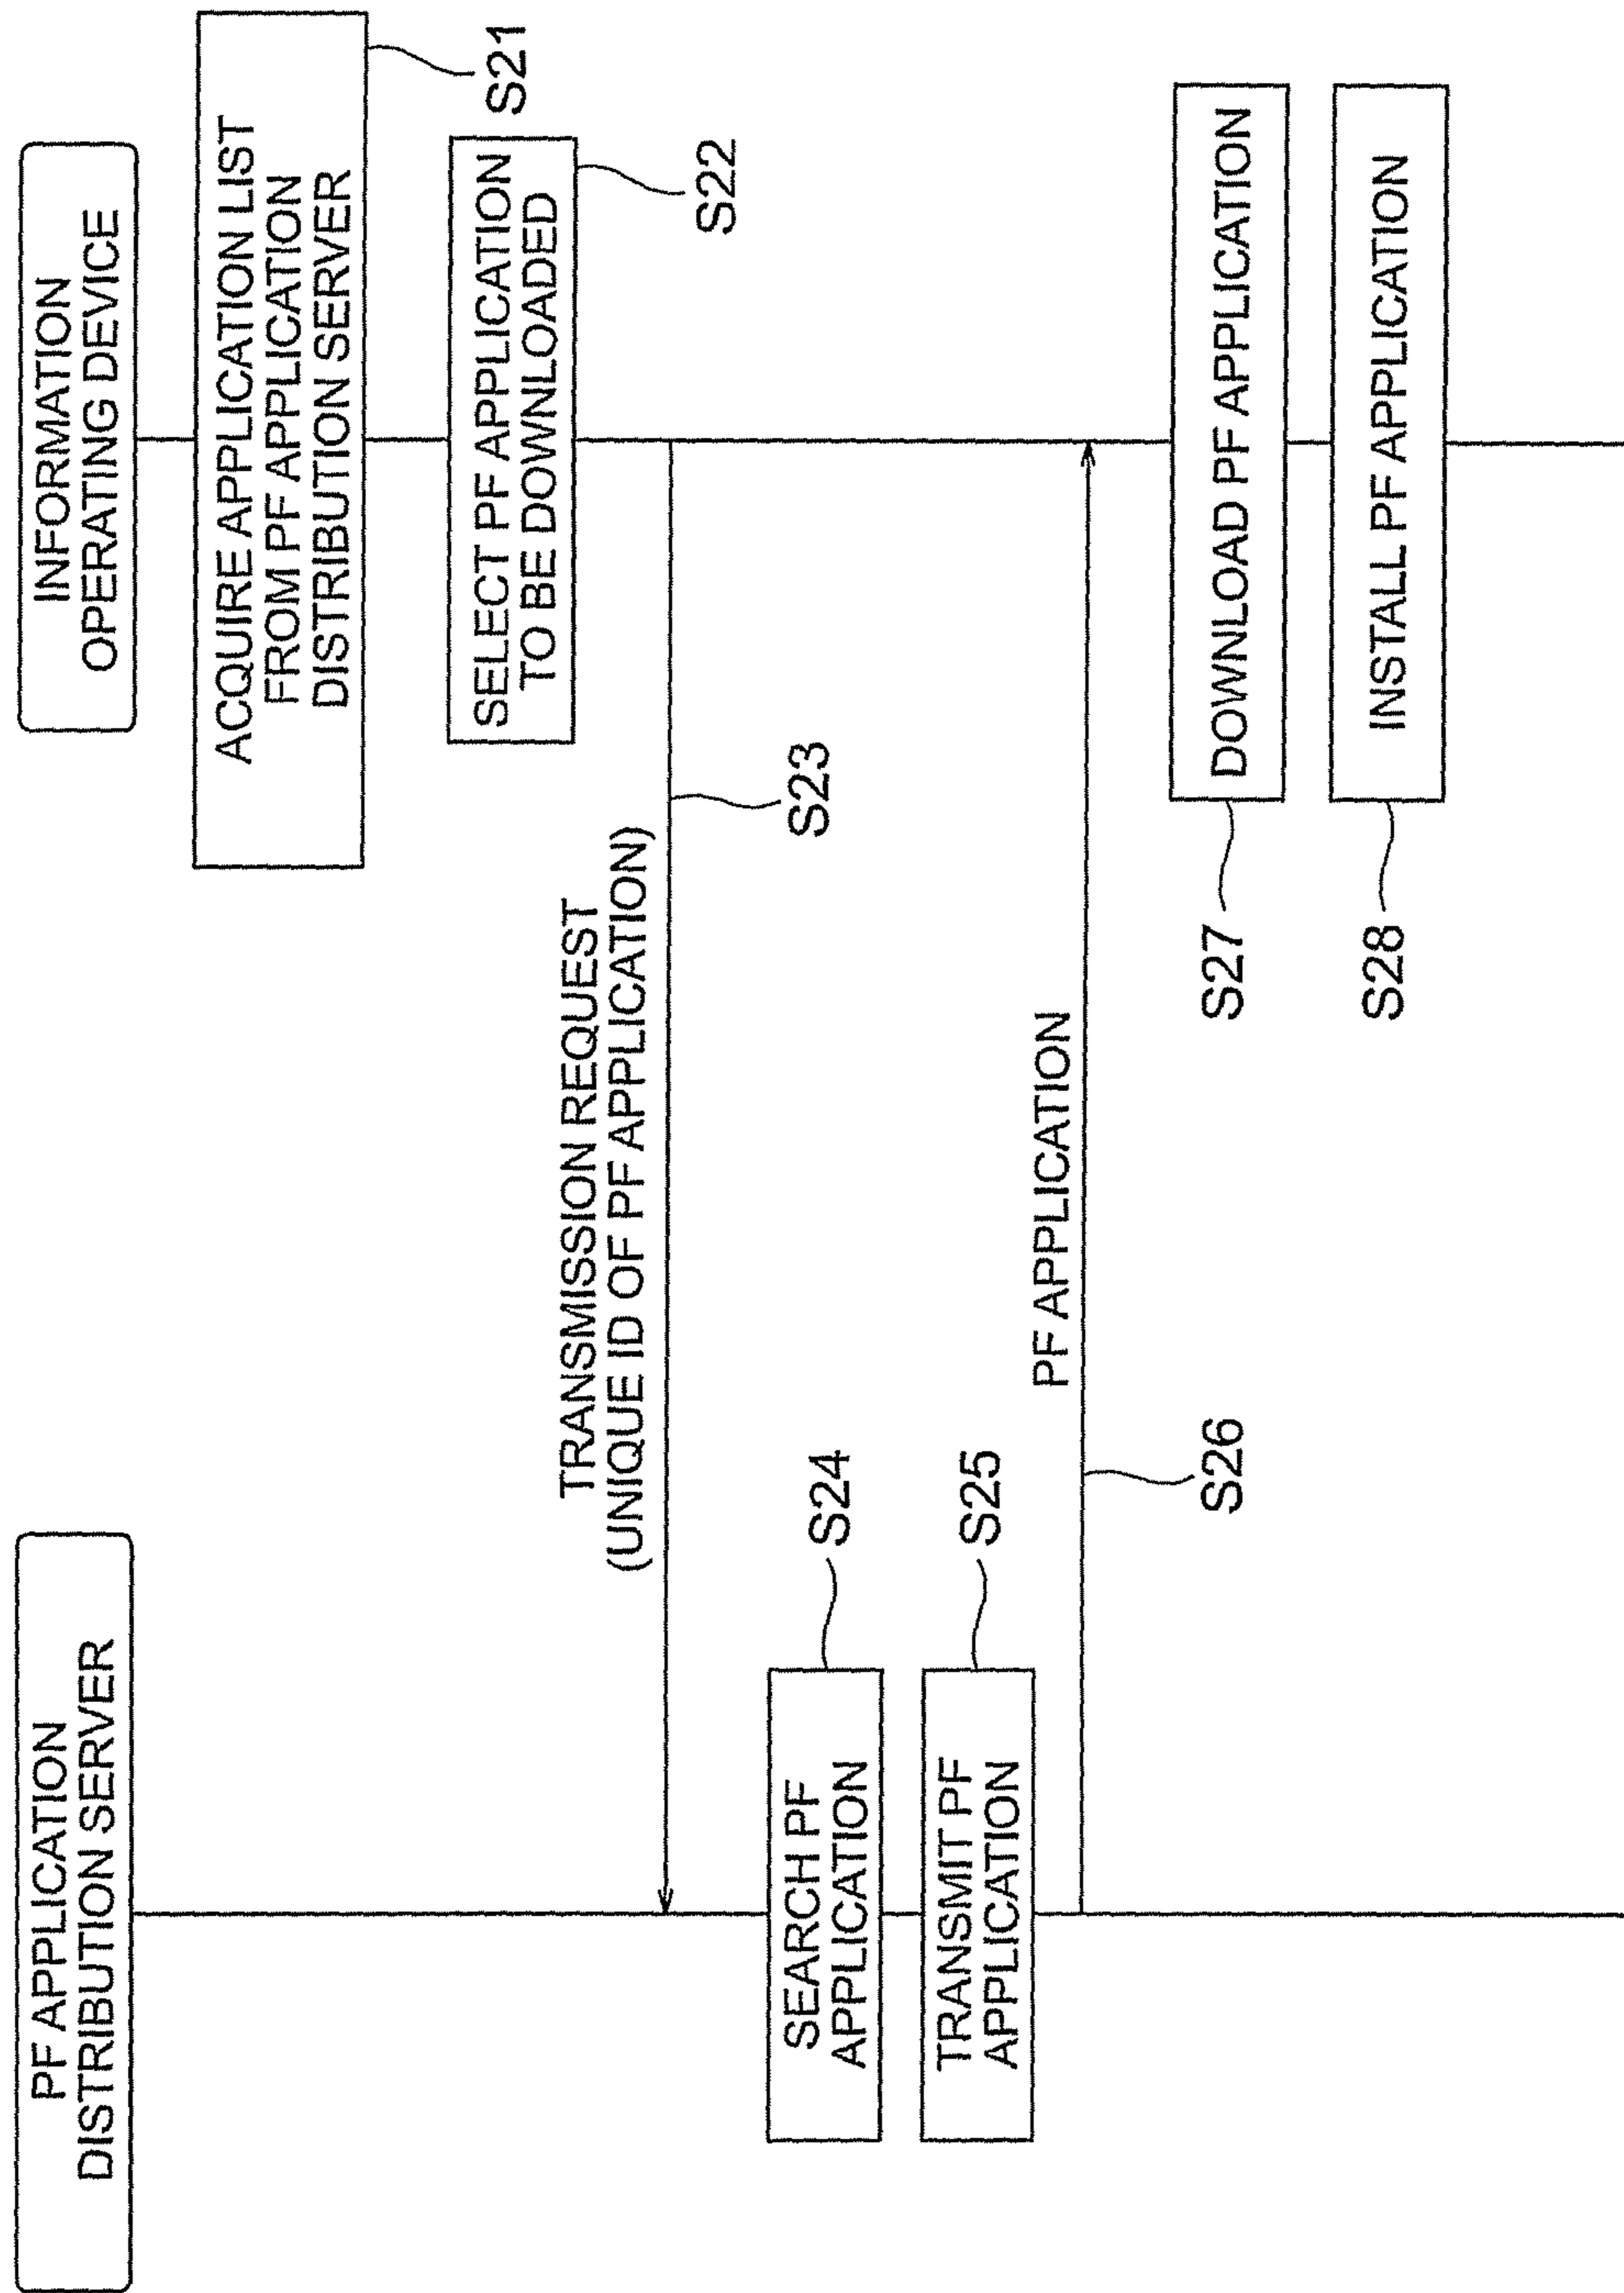 PF APPLICATION
DISTRIBUTION SERVER
INFORMATION
OPERATING DEVICE
ACQUIRE APPLICATION LIST
FROM PF APPLICATION
DISTRIBUTION SERVER
S21
SELECT PF APPLICATION
TO BE DOWNLOADED
S22
TRANSMISSION REQUEST
(UNIQUE ID OF PF APPLICATION)
S23
SEARCH PF
APPLICATION
S24
TRANSMIT PF
APPLICATION
S25
PF APPLICATION
S26
S27
DOWNLOAD PF APPLICATION
S28
INSTALL PF APPLICATION